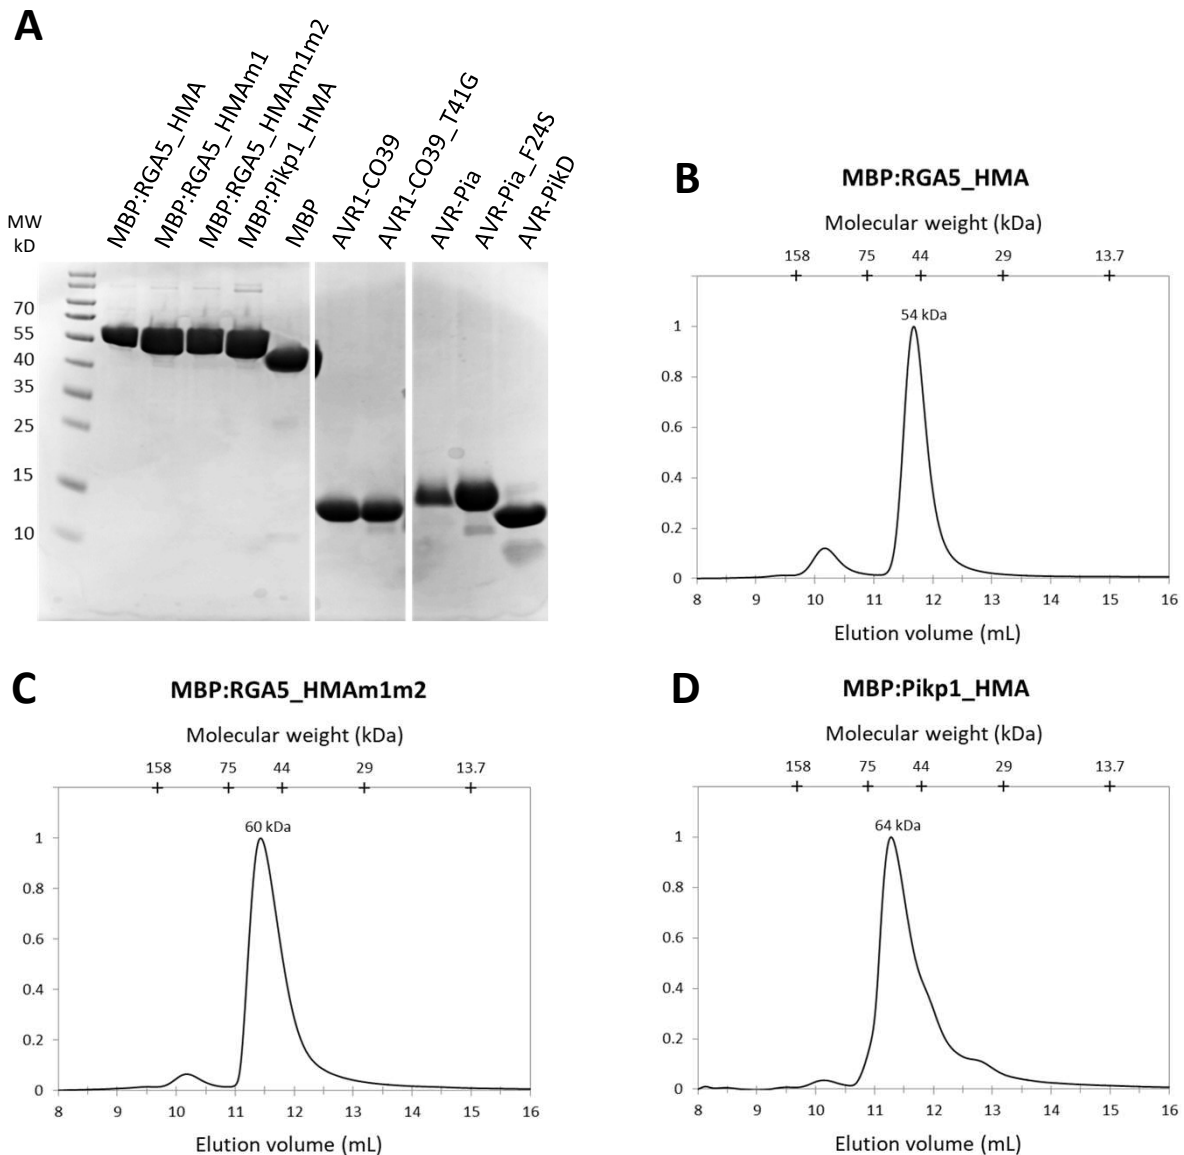 A
MBP:RGA5_HMA
MBP:RGA5_HMAm1
MBP:RGA5_HMAm1m2
MBP:Pikp1_HMA
MBP
AVR1-CO39
AVR1-CO39_T41G
AVR-Pia
AVR-Pia_F24S
AVR-PikD
MW
kD
70
55
40
35
25
15
10
B
MBP:RGA5_HMA
Molecular weight (kDa)
158 75 44 29 13.7
54 kDa
1
0.8
0.6
0.4
0.2
0
8 9 10 11 12 13 14 15 16
Elution volume (mL)
C
MBP:RGA5_HMAm1m2
Molecular weight (kDa)
158 75 44 29 13.7
60 kDa
1
0.8
0.6
0.4
0.2
0
8 9 10 11 12 13 14 15 16
Elution volume (mL)
D
MBP:Pikp1_HMA
Molecular weight (kDa)
158 75 44 29 13.7
64 kDa
1
0.8
0.6
0.4
0.2
0
8 9 10 11 12 13 14 15 16
Elution volume (mL)